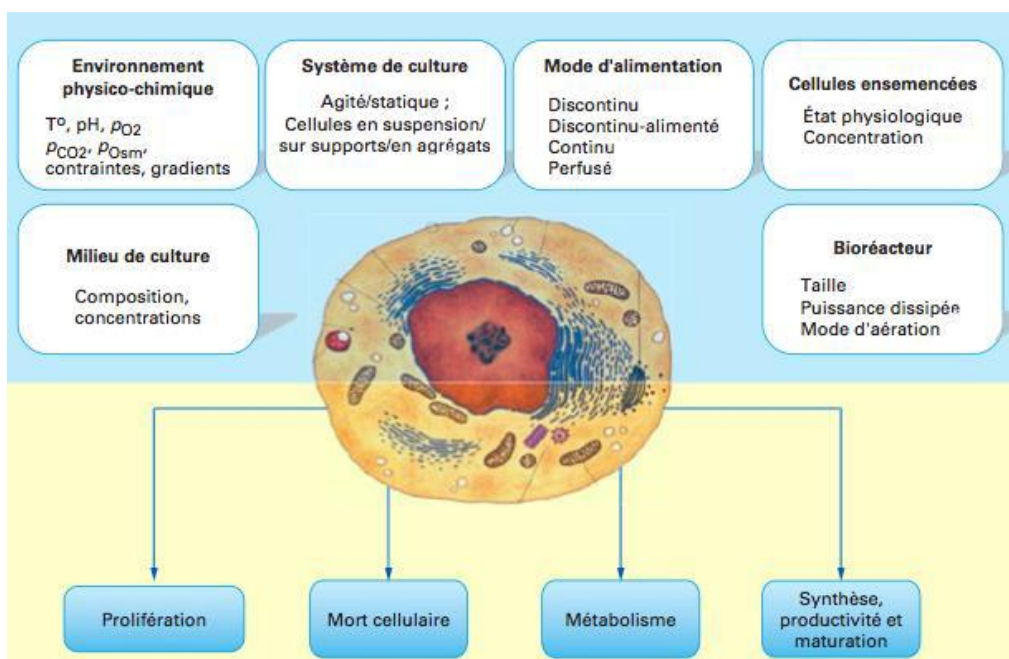 Environnement
physico-chimique
Tº, pH, pO2
pCO2, pOsm,
contraintes, gradients
Système de culture
Agité/statique ;
Cellules en suspension/
sur supports/en agrégats
Mode d'alimentation
Discontinu
Discontinu-alimenté
Continu
Perfusé
Cellules ensemencées
État physiologique
Concentration
Milieu de culture
Composition,
concentrations
Bioréacteur
Taille
Puissance dissipée
Mode d'aération
Prolifération
Mort cellulaire
Métabolisme
Synthèse,
productivité et
maturation